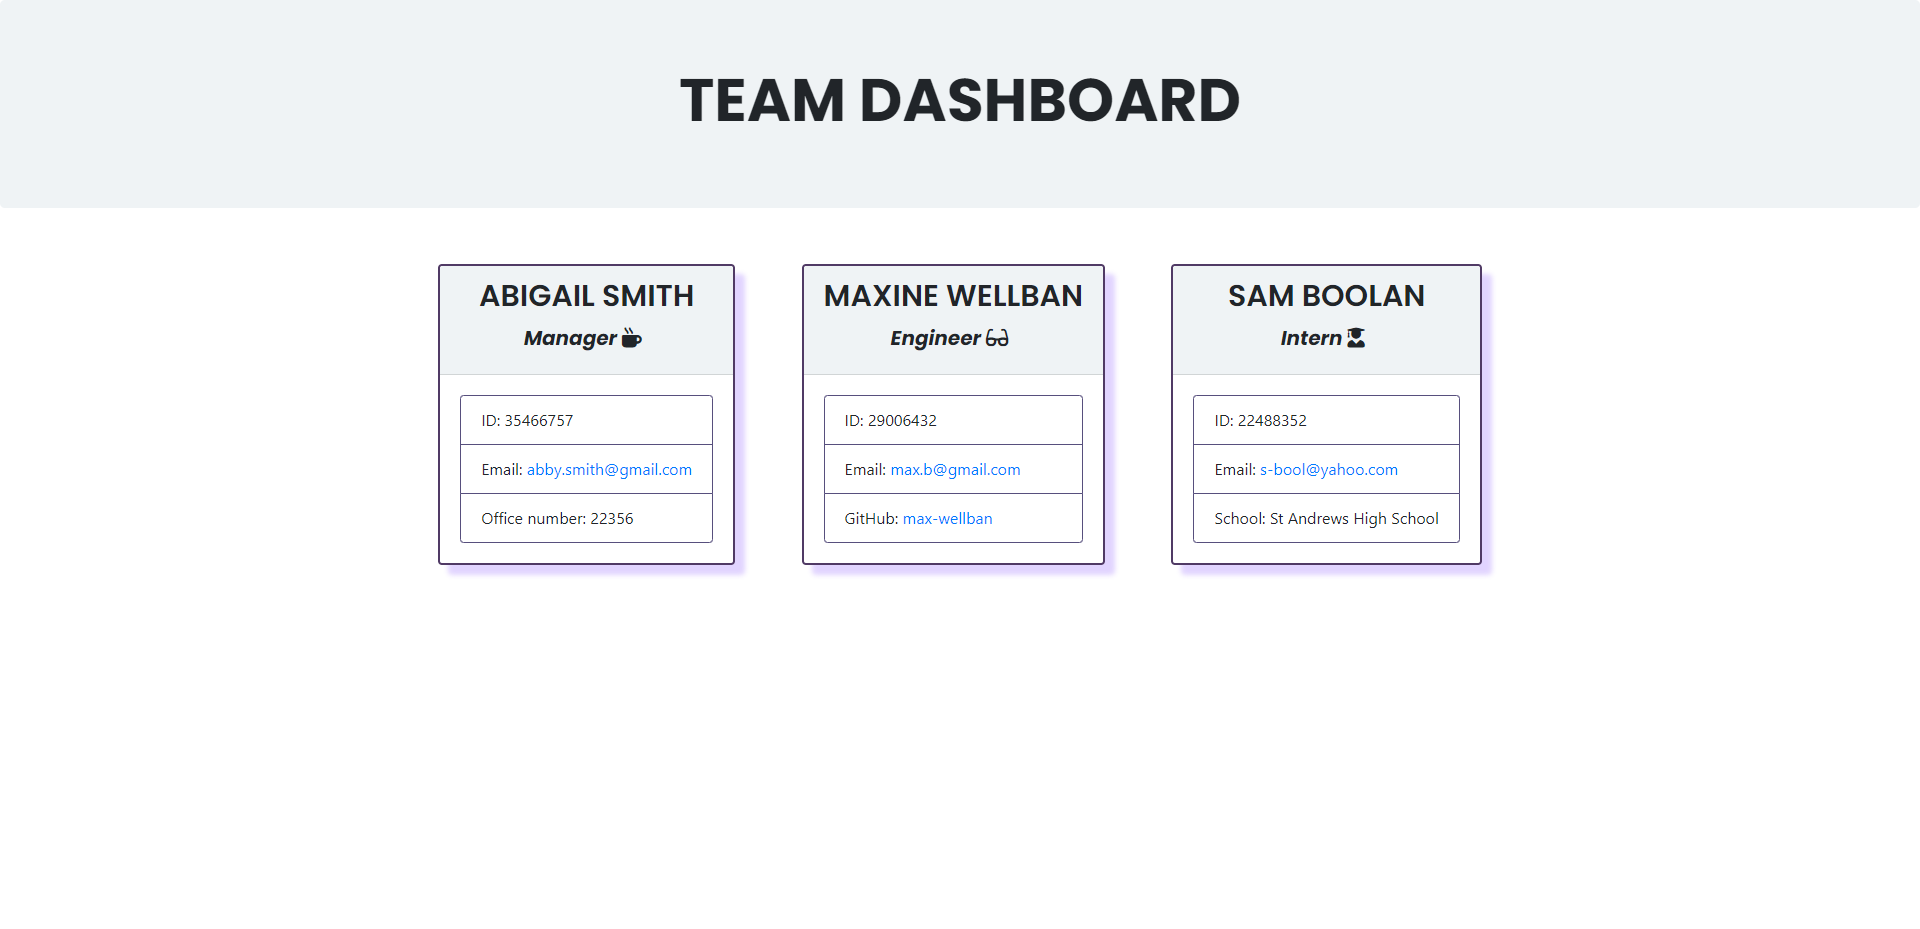 TEAM DASHBOARD
ABIGAIL SMITH
Manager
ID: 35466757
Email: abby.smith@gmail.com
Office number: 22356
MAXINE WELLBAN
Engineer
ID: 29006432
Email: max.b@gmail.com
GitHub: max-wellban
SAM BOOLAN
Intern
ID: 22488352
Email: s-bool@yahoo.com
School: St Andrews High School